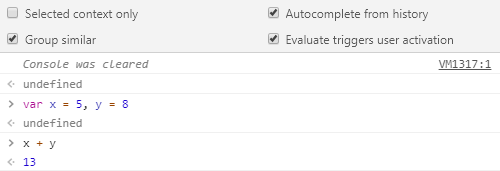 Selected context only
Autocomplete from history
Group similar
Evaluate triggers user activation
Console was cleared VM1317:1
undefined
var x = 5, y = 8
undefined
x + y
13